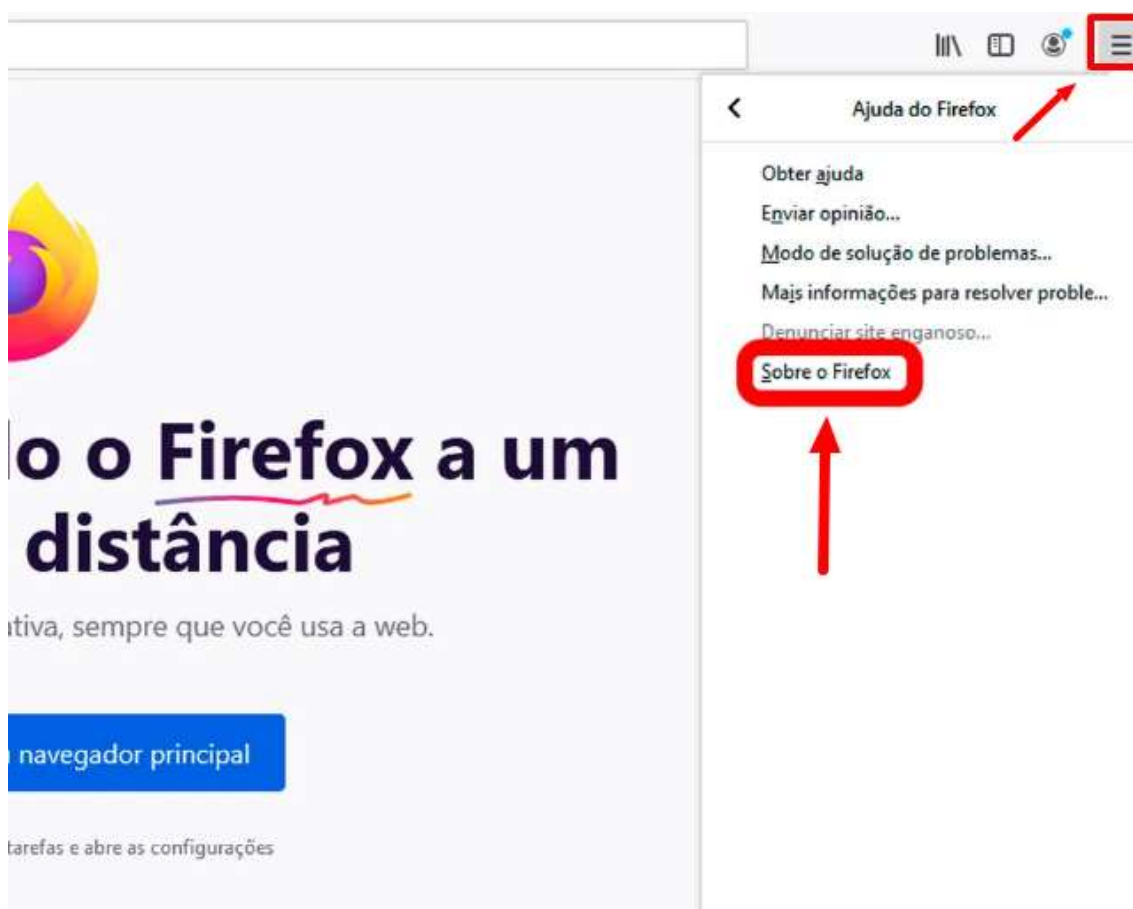 Ajuda do Firefox
Obter ajuda
Enviar opinião...
Modo de solução de problemas...
Mais informações para resolver proble...
Denunciar site enganoso...
Sobre o Firefox
o o Firefox a um
distância
tiva, sempre que você usa a web.
navegador principal
tarefas e abre as configurações